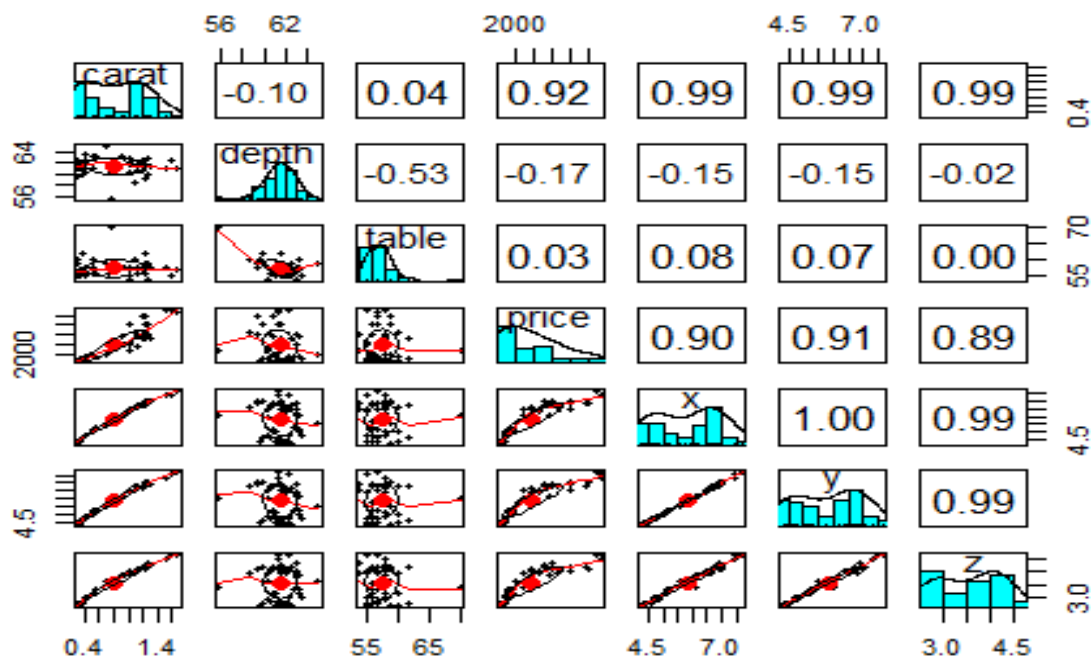 56 62 2000 4.5 7.0
carat -0.10 0.04 0.92 0.99 0.99 0.99 0.4
56 64 depth -0.53 -0.17 -0.15 -0.15 -0.02
table 0.03 0.08 0.07 0.00 55 70
2000 price 0.90 0.91 0.89
x 1.00 0.99 4.5
4.5 y 0.99
z 3.0
0.4 1.4 55 65 4.5 7.0 3.0 4.5